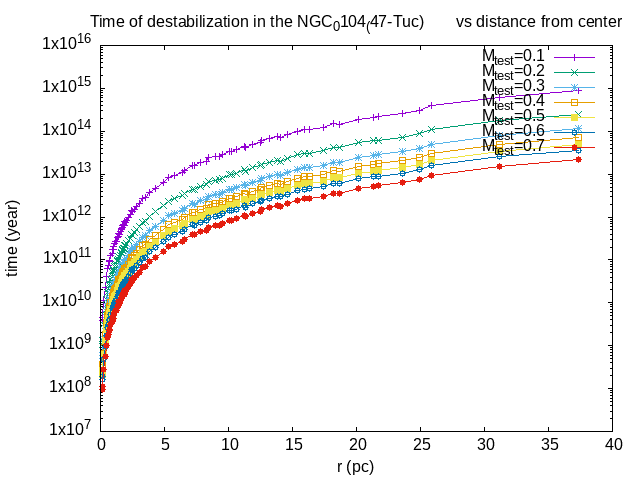 Time of destabilization in the NGC0104(47-Tuc) vs distance from center
1x10^16
1x10^15
1x10^14
1x10^13
1x10^12
1x10^11
1x10^10
1x10^9
1x10^8
1x10^7
time (year)
Mtest=0.1
Mtest=0.2
Mtest=0.3
Mtest=0.4
Mtest=0.5
Mtest=0.6
Mtest=0.7
0 5 10 15 20 25 30 35 40
r (pc)